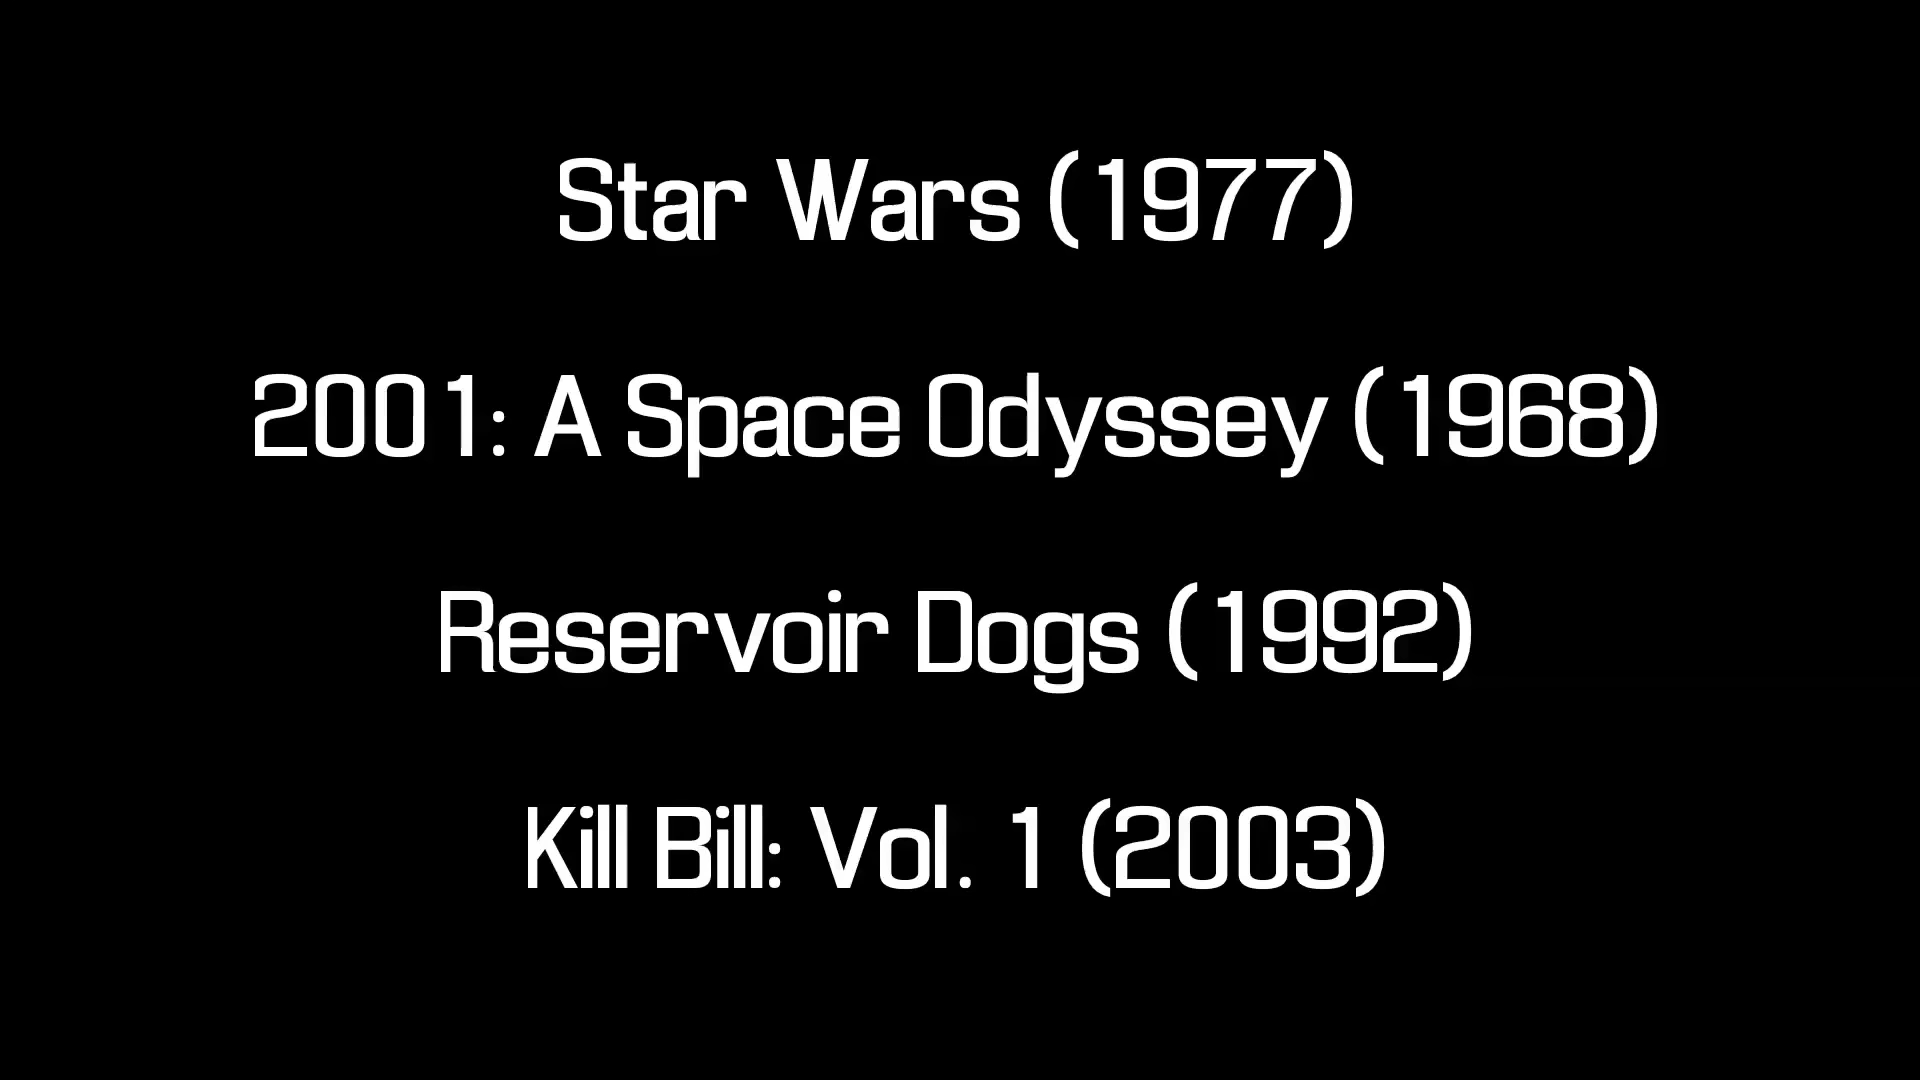 Star Wars (1977)
2001: A Space Odyssey (1968)
Reservoir Dogs (1992)
Kill Bill: Vol. 1 (2003)